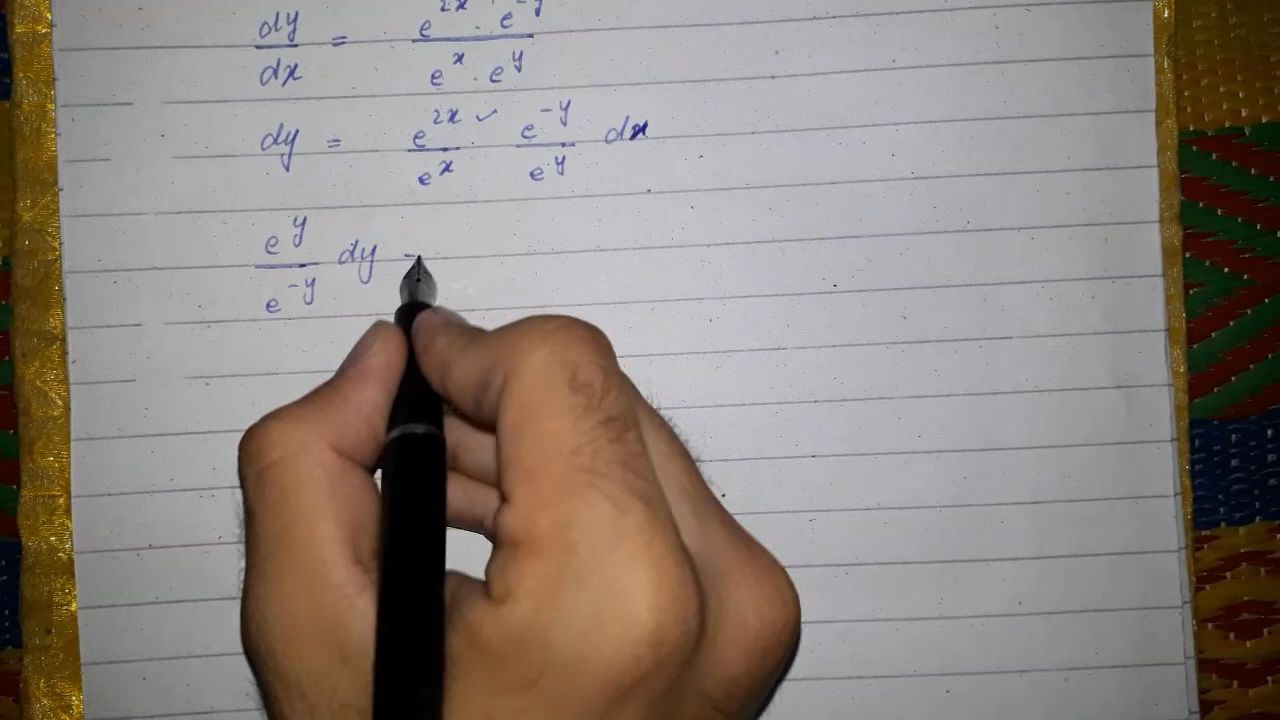 dy/dx = e^{2x} · e^{-y} / e^x · e^y
dy = e^{2x}/e^x · e^{-y}/e^y dx
e^y/e^{-y} dy